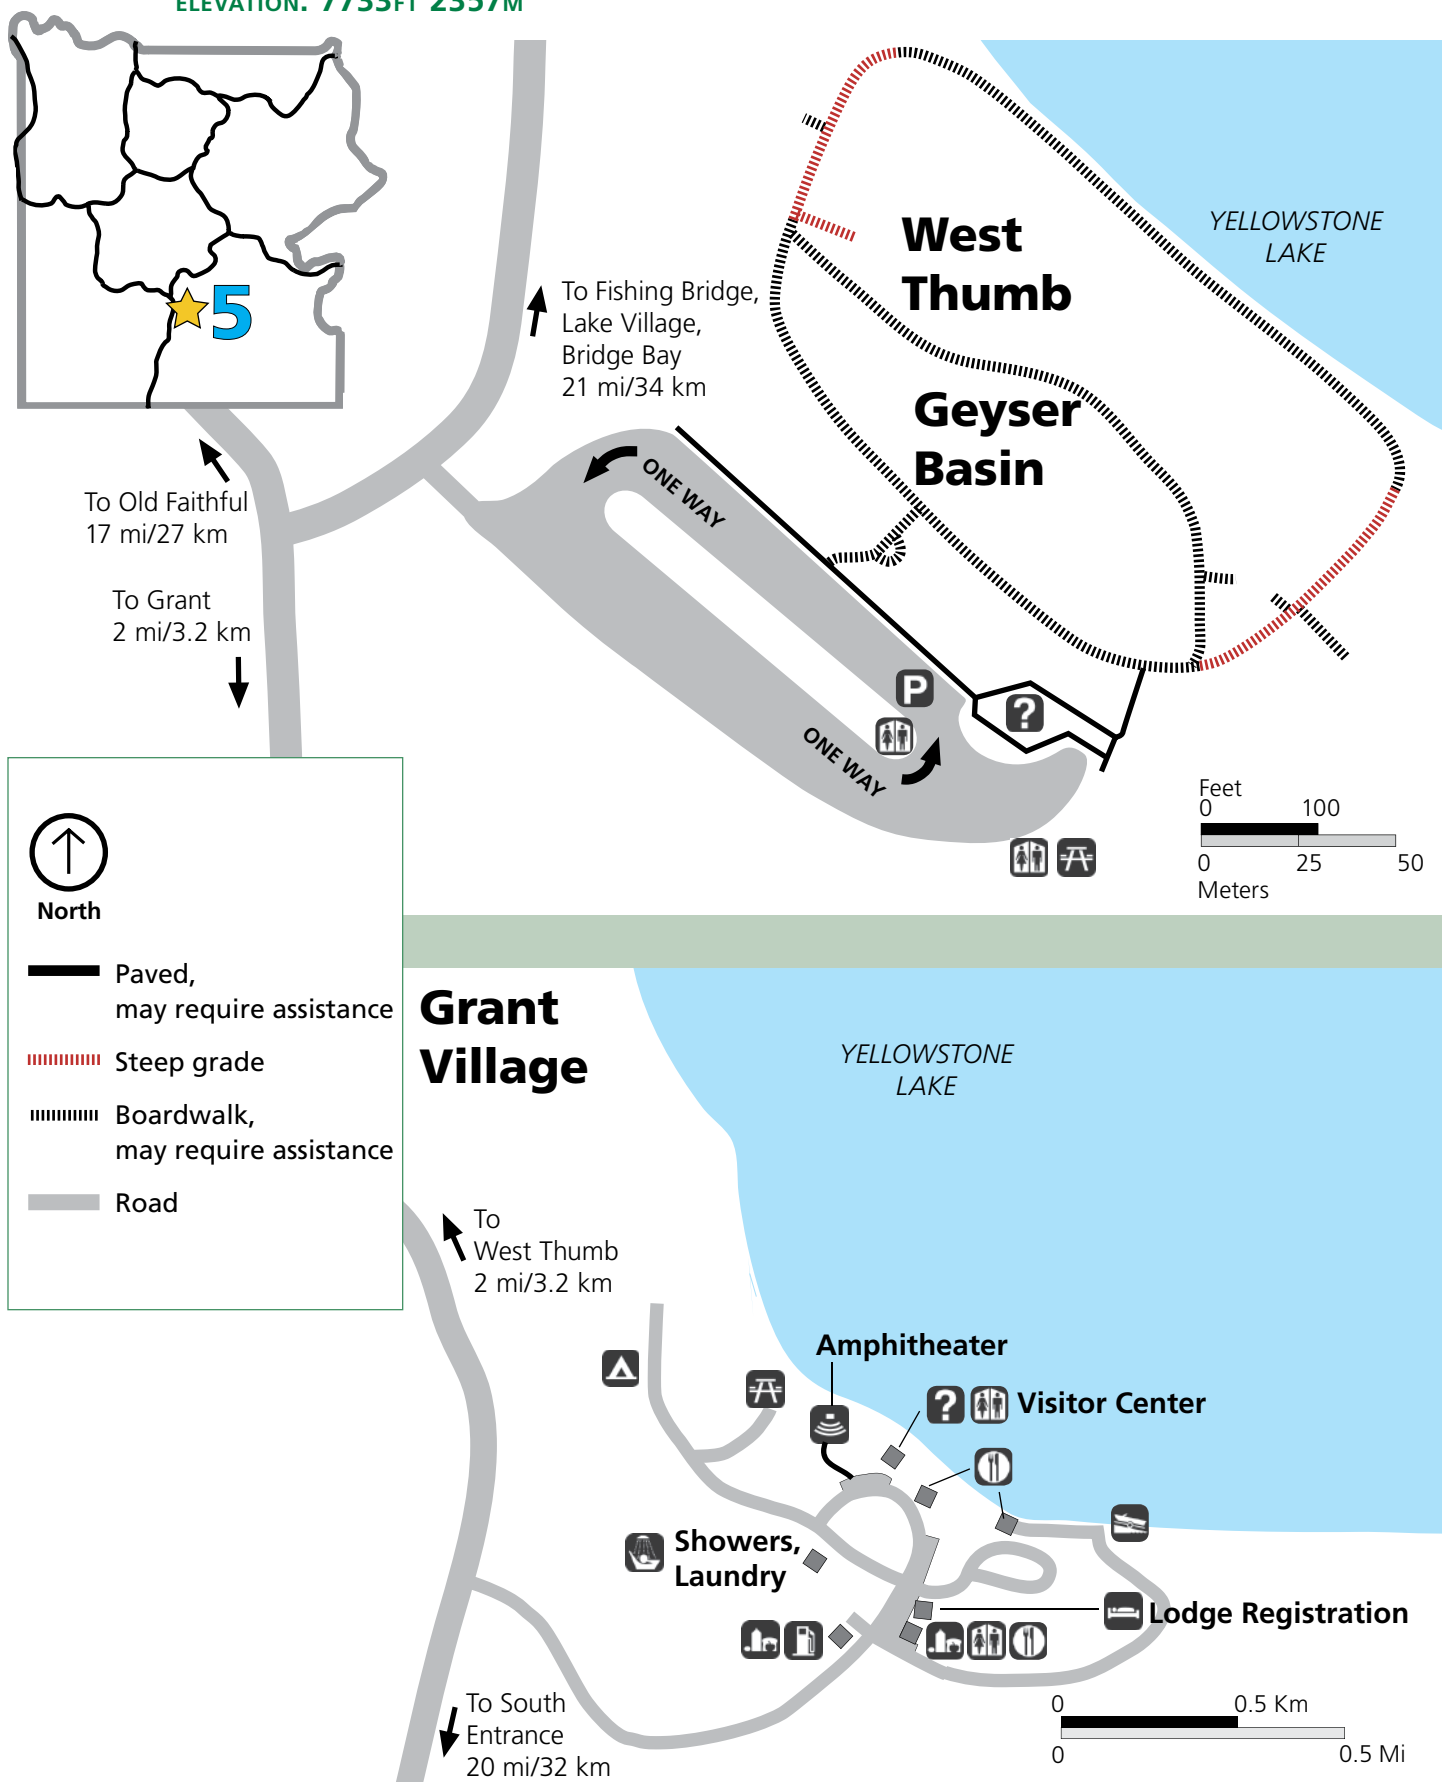 ELEVATION: 7733FT 2357M
5
To Fishing Bridge,
Lake Village,
Bridge Bay
21 mi/34 km
West
Thumb
Geyser
Basin
YELLOWSTONE
LAKE
To Old Faithful
17 mi/27 km
To Grant
2 mi/3.2 km
ONE WAY
P
?
ONE WAY
Feet
0 100
0 25 50
Meters
North
Paved,
may require assistance
Steep grade
Boardwalk,
may require assistance
Road
Grant
Village
YELLOWSTONE
LAKE
To
West Thumb
2 mi/3.2 km
Amphitheater
? Visitor Center
Showers,
Laundry
Lodge Registration
To South
Entrance
20 mi/32 km
0 0.5 Km
0 0.5 Mi